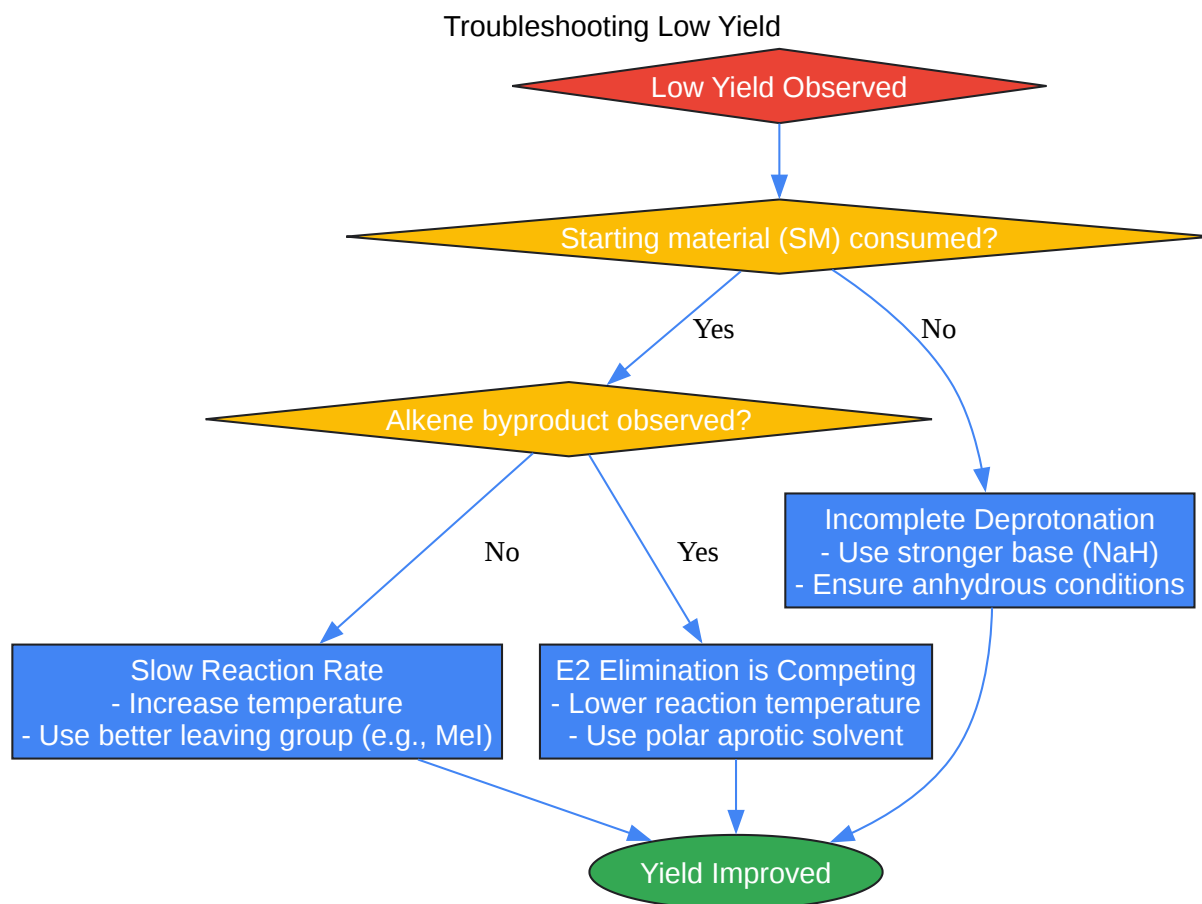 Troubleshooting Low Yield
Low Yield Observed
Starting material (SM) consumed?
Yes
No
Alkene byproduct observed?
No
Yes
Incomplete Deprotonation
- Use stronger base (NaH)
- Ensure anhydrous conditions
Slow Reaction Rate
- Increase temperature
- Use better leaving group (e.g., MeI)
E2 Elimination is Competing
- Lower reaction temperature
- Use polar aprotic solvent
Yield Improved